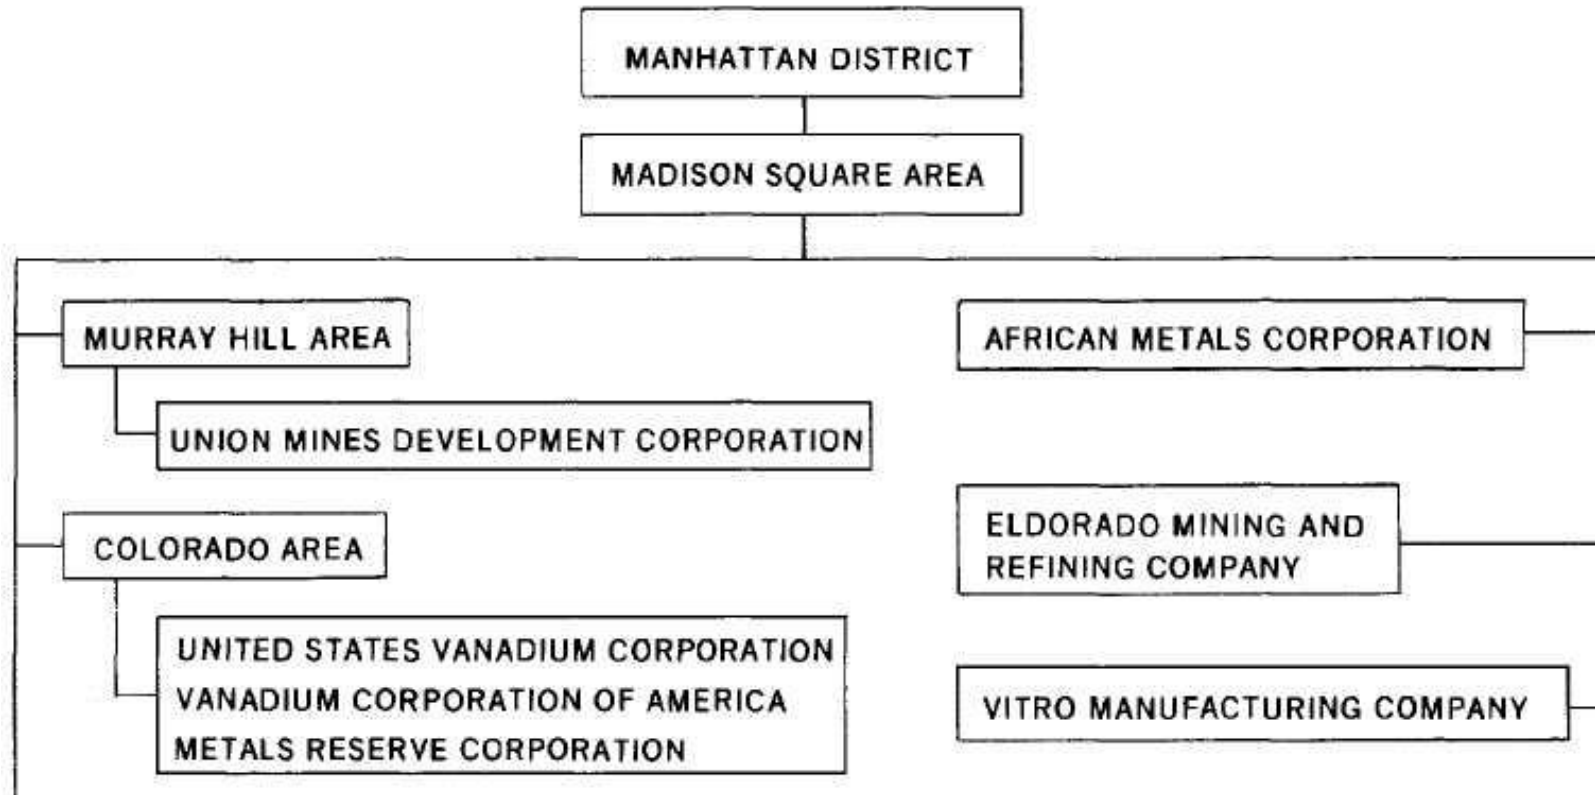 MANHATTAN DISTRICT
MADISON SQUARE AREA
MURRAY HILL AREA
UNION MINES DEVELOPMENT CORPORATION
COLORADO AREA
UNITED STATES VANADIUM CORPORATION
VANADIUM CORPORATION OF AMERICA
METALS RESERVE CORPORATION
AFRICAN METALS CORPORATION
ELDORADO MINING AND
REFINING COMPANY
VITRO MANUFACTURING COMPANY